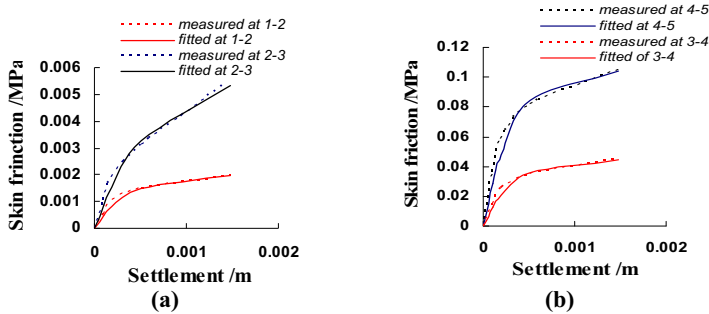 measured at 1-2
fitted at 1-2
measured at 2-3
fitted at 2-3
Skin frinction /MPa
0.006
0.005
0.004
0.003
0.002
0.001
0
0
0.001
0.002
Settlement /m
(a)
measured at 4-5
fitted at 4-5
measured at 3-4
fitted of 3-4
Skin friction /MPa
0.12
0.1
0.08
0.06
0.04
0.02
0
0
0.001
0.002
Settlement /m
(b)